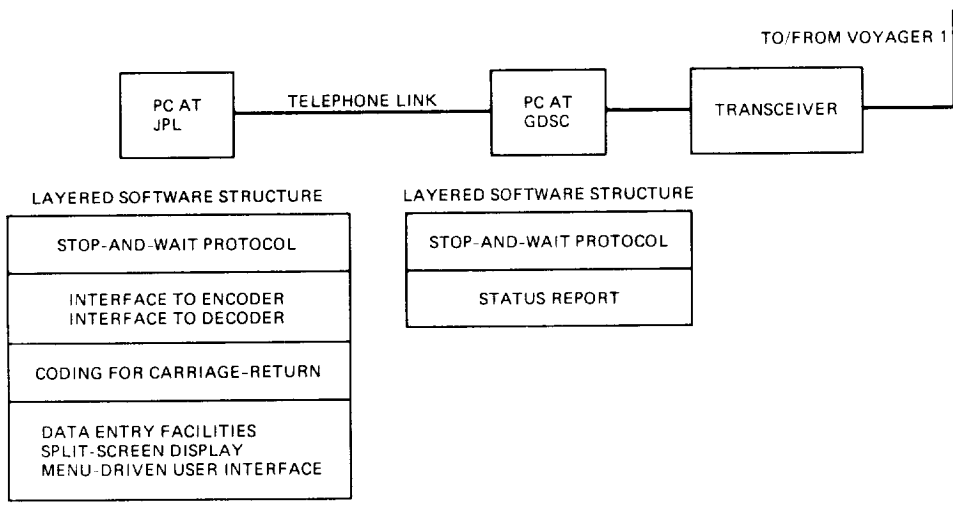 TO/FROM VOYAGER 1
PC AT
JPL
TELEPHONE LINK
PC AT
GDSC
TRANSCEIVER
LAYERED SOFTWARE STRUCTURE
STOP-AND-WAIT PROTOCOL
INTERFACE TO ENCODER
INTERFACE TO DECODER
CODING FOR CARRIAGE-RETURN
DATA ENTRY FACILITIES
SPLIT-SCREEN DISPLAY
MENU-DRIVEN USER INTERFACE
LAYERED SOFTWARE STRUCTURE
STOP-AND-WAIT PROTOCOL
STATUS REPORT